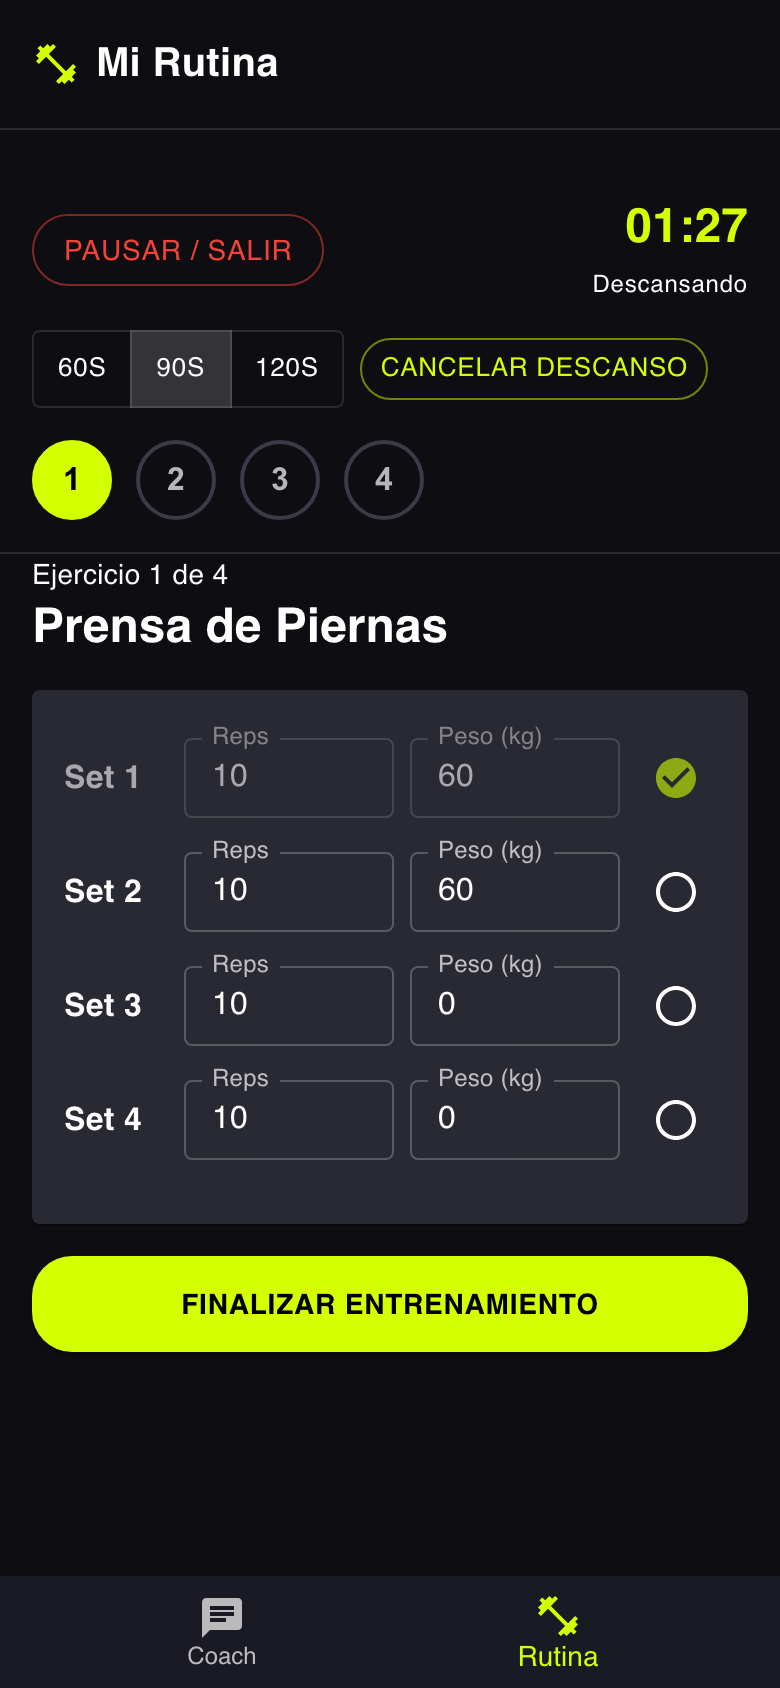 Mi Rutina
PAUSAR / SALIR
01:27
Descansando
60S 90S 120S CANCELAR DESCANSO
1 2 3 4
Ejercicio 1 de 4
Prensa de Piernas
Reps Peso (kg)
Set 1 10 60
Reps Peso (kg)
Set 2 10 60
Reps Peso (kg)
Set 3 10 0
Reps Peso (kg)
Set 4 10 0
FINALIZAR ENTRENAMIENTO
Coach Rutina